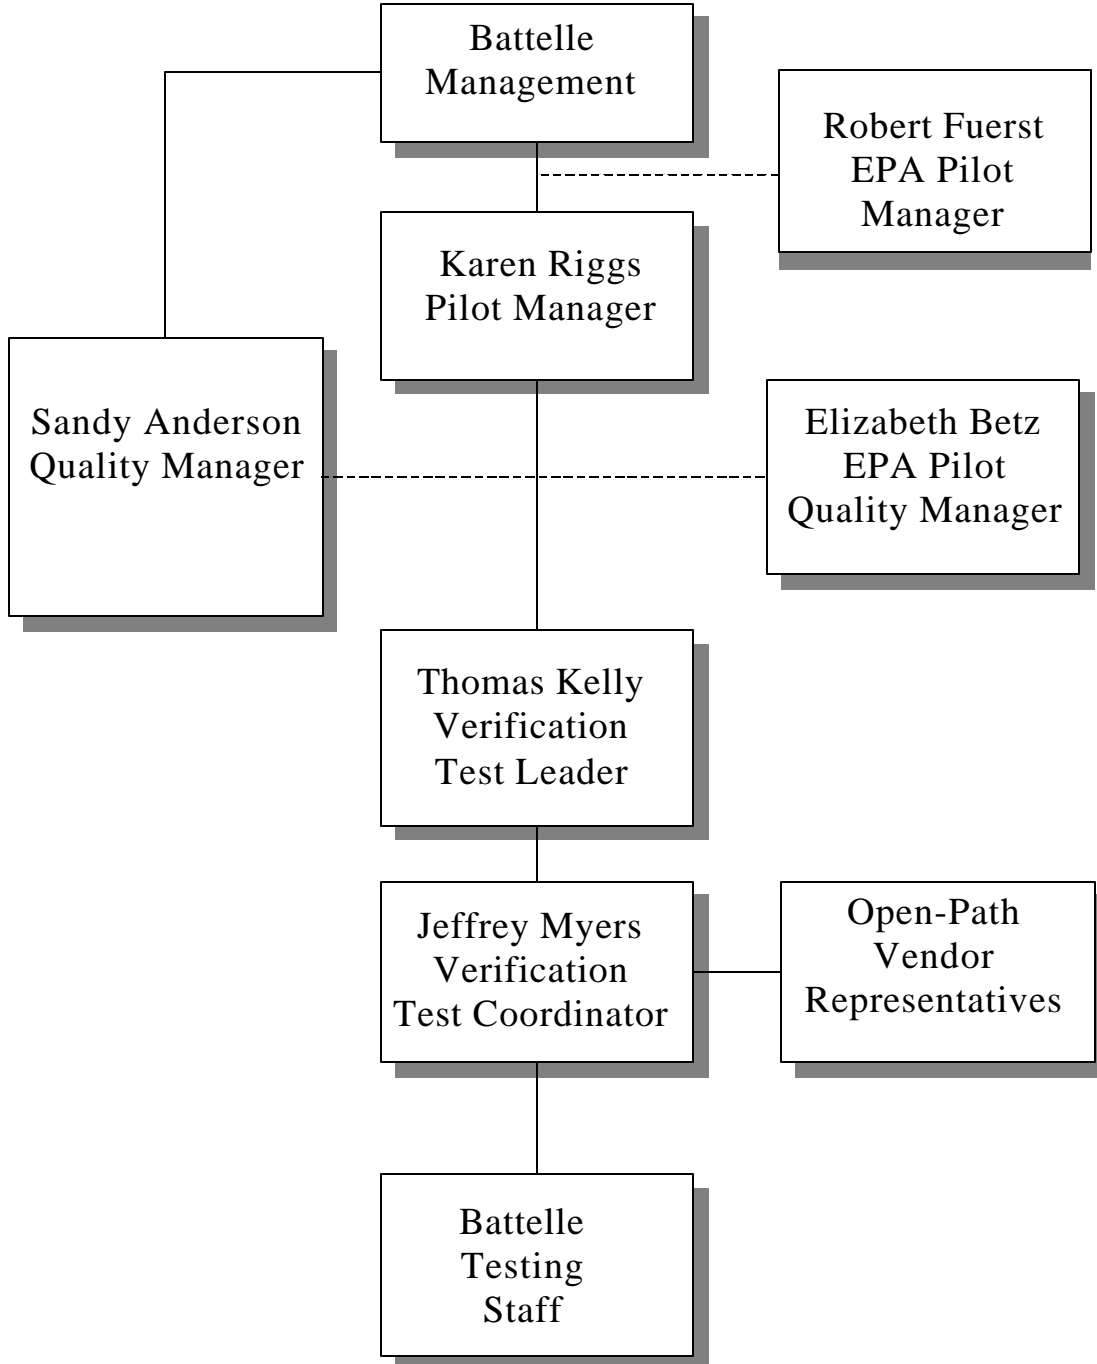 Battelle
Management
Robert Fuerst
EPA Pilot
Manager
Karen Riggs
Pilot Manager
Sandy Anderson
Quality Manager
Elizabeth Betz
EPA Pilot
Quality Manager
Thomas Kelly
Verification
Test Leader
Jeffrey Myers
Verification
Test Coordinator
Open-Path
Vendor
Representatives
Battelle
Testing
Staff